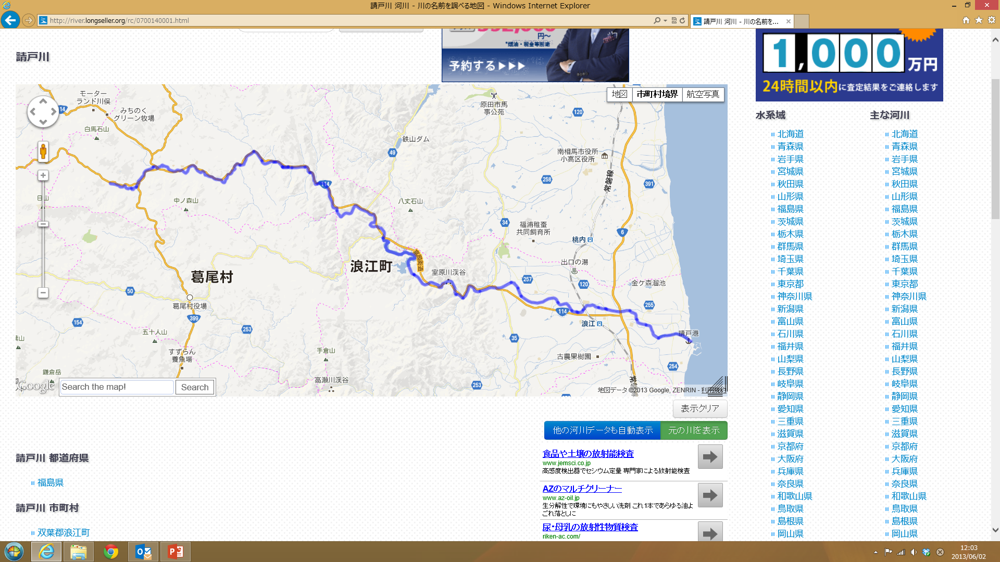 請戸川 河川 - 川の名前を調べる地図 - Windows Internet Explorer
http://river.longseller.org/rc/0700140001.html
請戸川 河川 - 川の名前を...
円～
*燃油・税金等別途
予約する▶▶▶
1,000万円
24時間以内に査定結果をご連絡します
請戸川
地図
市町村境界
航空写真
モーター
ランド川俣
みちのく
グリーン牧場
白馬石山
14
原田市馬
事公苑
120
鉄山ダム
49
南相馬市役所
小高区役所
常磐線
258
391
114
日山
中ノ森山
八丈石山
34
福浦稚蚕
共同飼育所
桃内
6
出口の湯
浪江町
室原川渓谷
257
120
金ケ森溜池
葛尾村
50
葛尾村役場
399
114
255
浪江
請戸港
154
253
五十人山
35
すずらん
養魚場
手倉山
古農果樹園
254
鎌倉岳
高瀬川渓谷
253
Google
Search the map!
Search
地図データ ©2013 Google, ZENRIN - 利用規約
表示クリア
他の河川データも自動表示
元の川を表示
請戸川 都道府県
福島県
請戸川 市町村
双葉郡浪江町
食品や土壌の放射能検査
www.jemsci.co.jp
高感度検出器でセシウム定量 専門家による放射能検査
AZのマルチクリーナー
www.az-oil.jp
生分解性で環境にもやさしい洗剤 これ1本であらゆる油よ
ごれ落としに
尿・母乳の放射性物質検査
riken-ac.com/
水系域
北海道
青森県
岩手県
宮城県
秋田県
山形県
福島県
茨城県
栃木県
群馬県
埼玉県
千葉県
東京都
神奈川県
新潟県
富山県
石川県
福井県
山梨県
長野県
岐阜県
静岡県
愛知県
三重県
滋賀県
京都府
大阪府
兵庫県
奈良県
和歌山県
鳥取県
島根県
岡山県
主な河川
北海道
青森県
岩手県
宮城県
秋田県
山形県
福島県
茨城県
栃木県
群馬県
埼玉県
千葉県
東京都
神奈川県
新潟県
富山県
石川県
福井県
山梨県
長野県
岐阜県
静岡県
愛知県
三重県
滋賀県
京都府
大阪府
兵庫県
奈良県
和歌山県
鳥取県
島根県
岡山県
12:03
2013/06/02